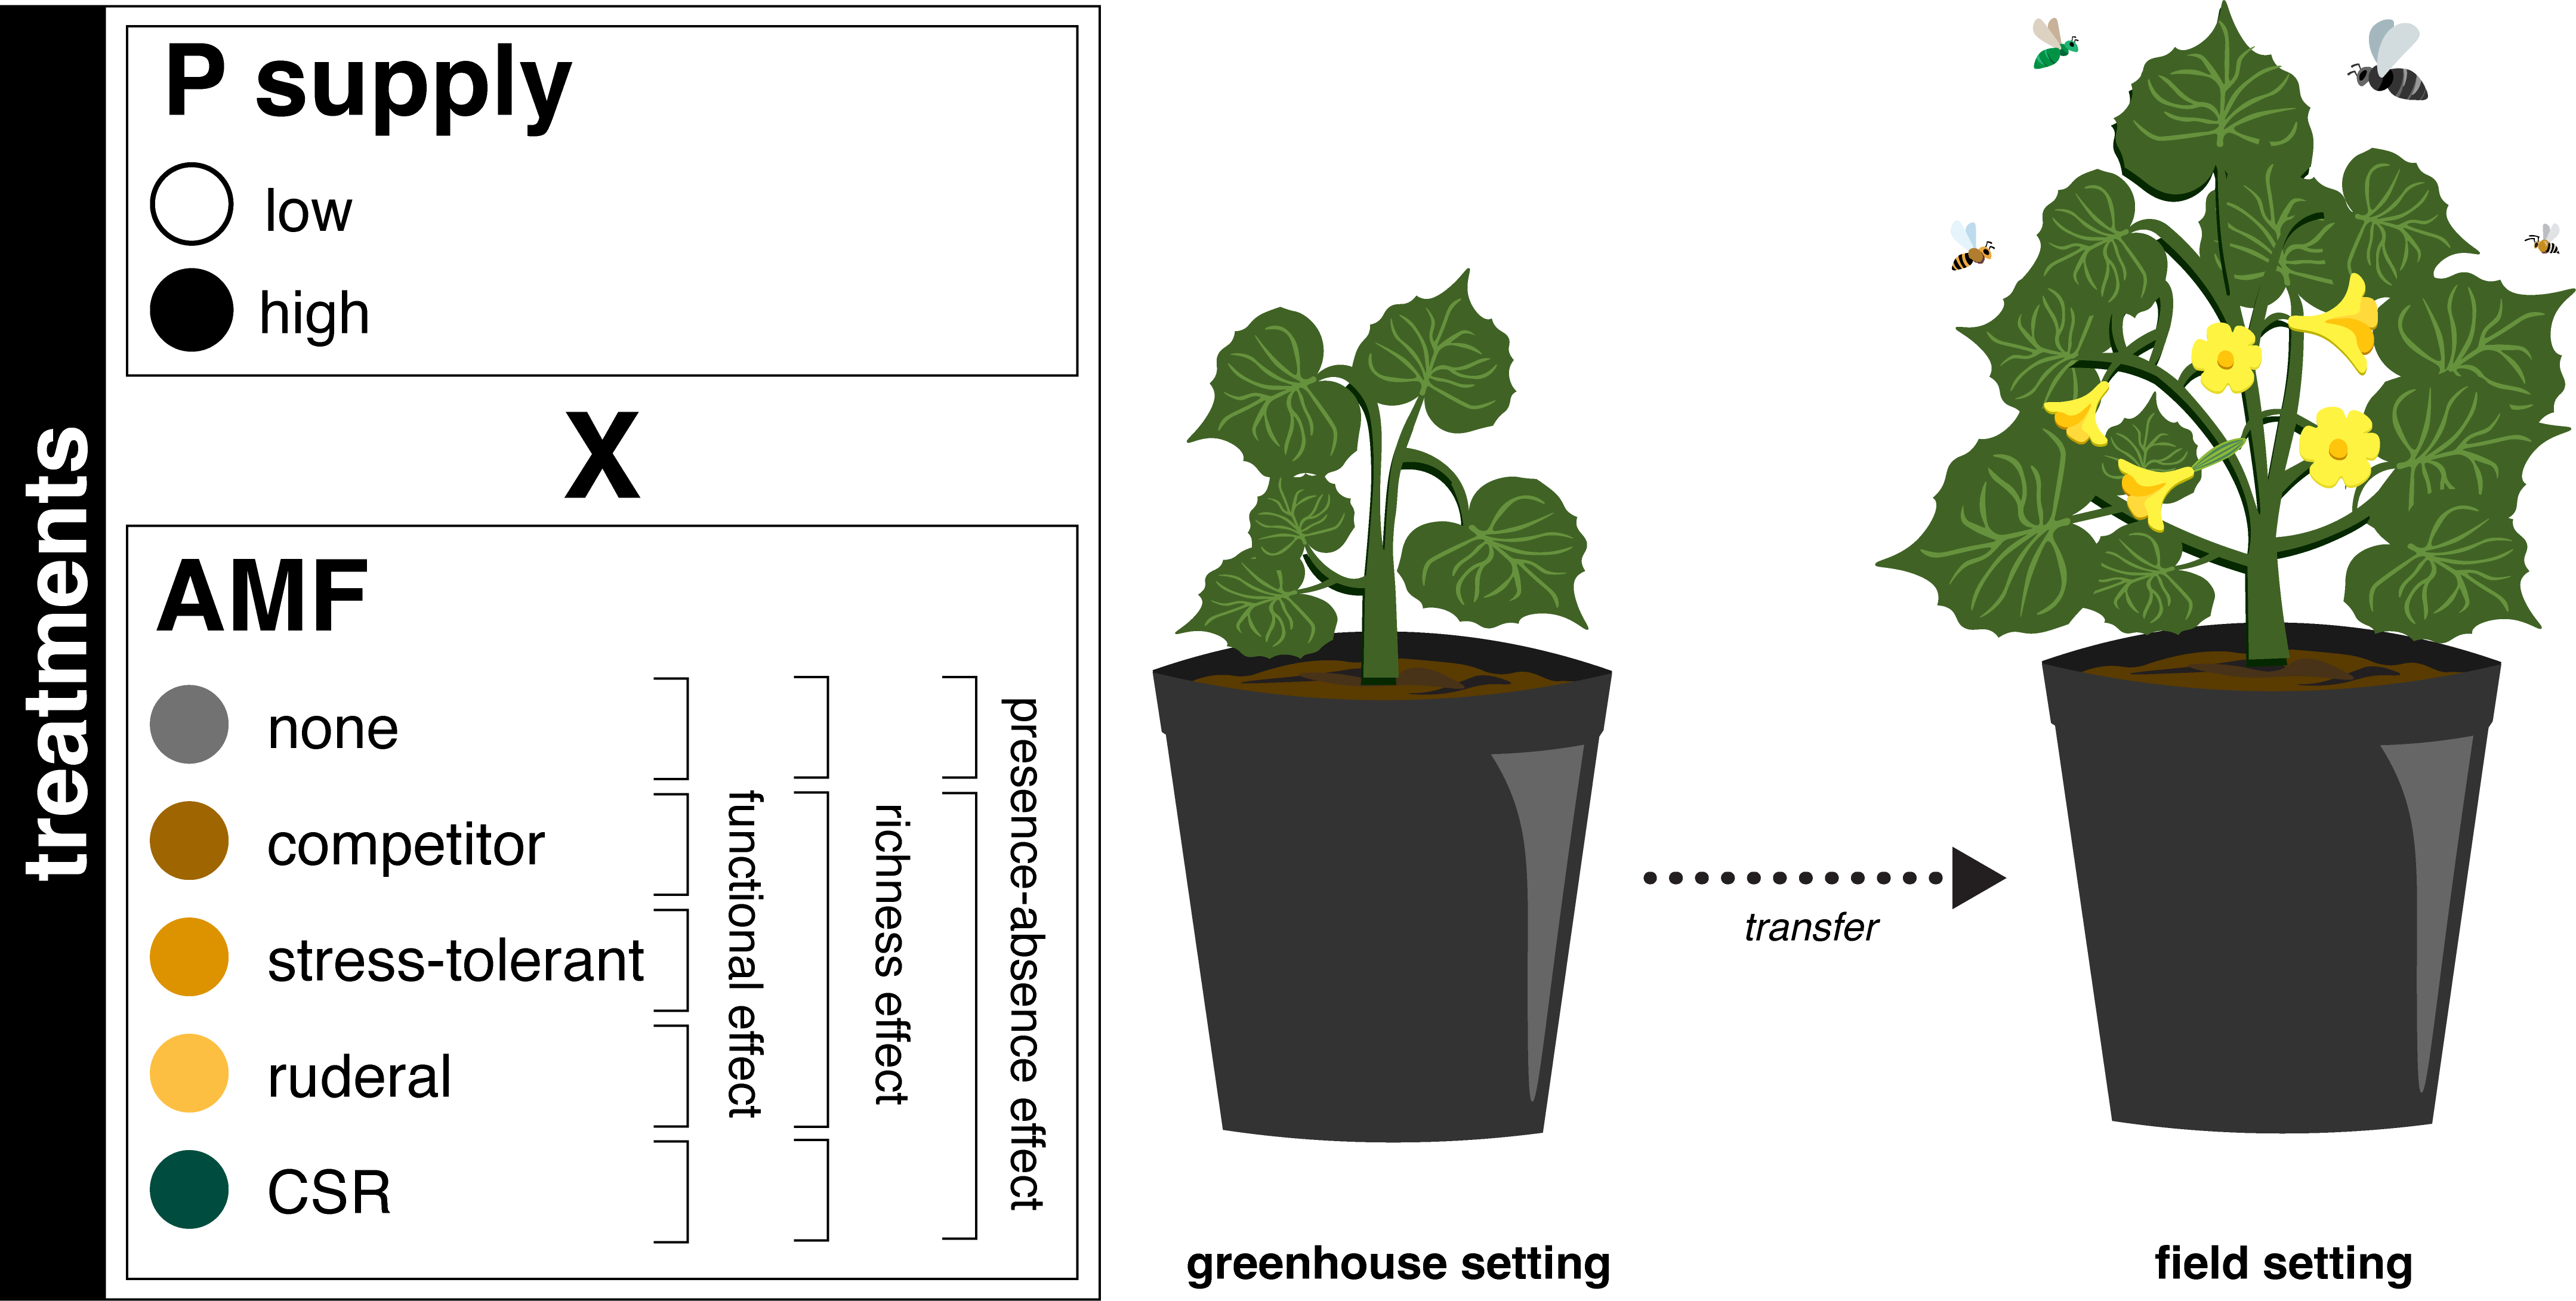 treatments
P supply
low
high
X
AMF
none
competitor
stress-tolerant
ruderal
CSR
functional effect
richness effect
presence-absence effect
transfer
greenhouse setting
field setting